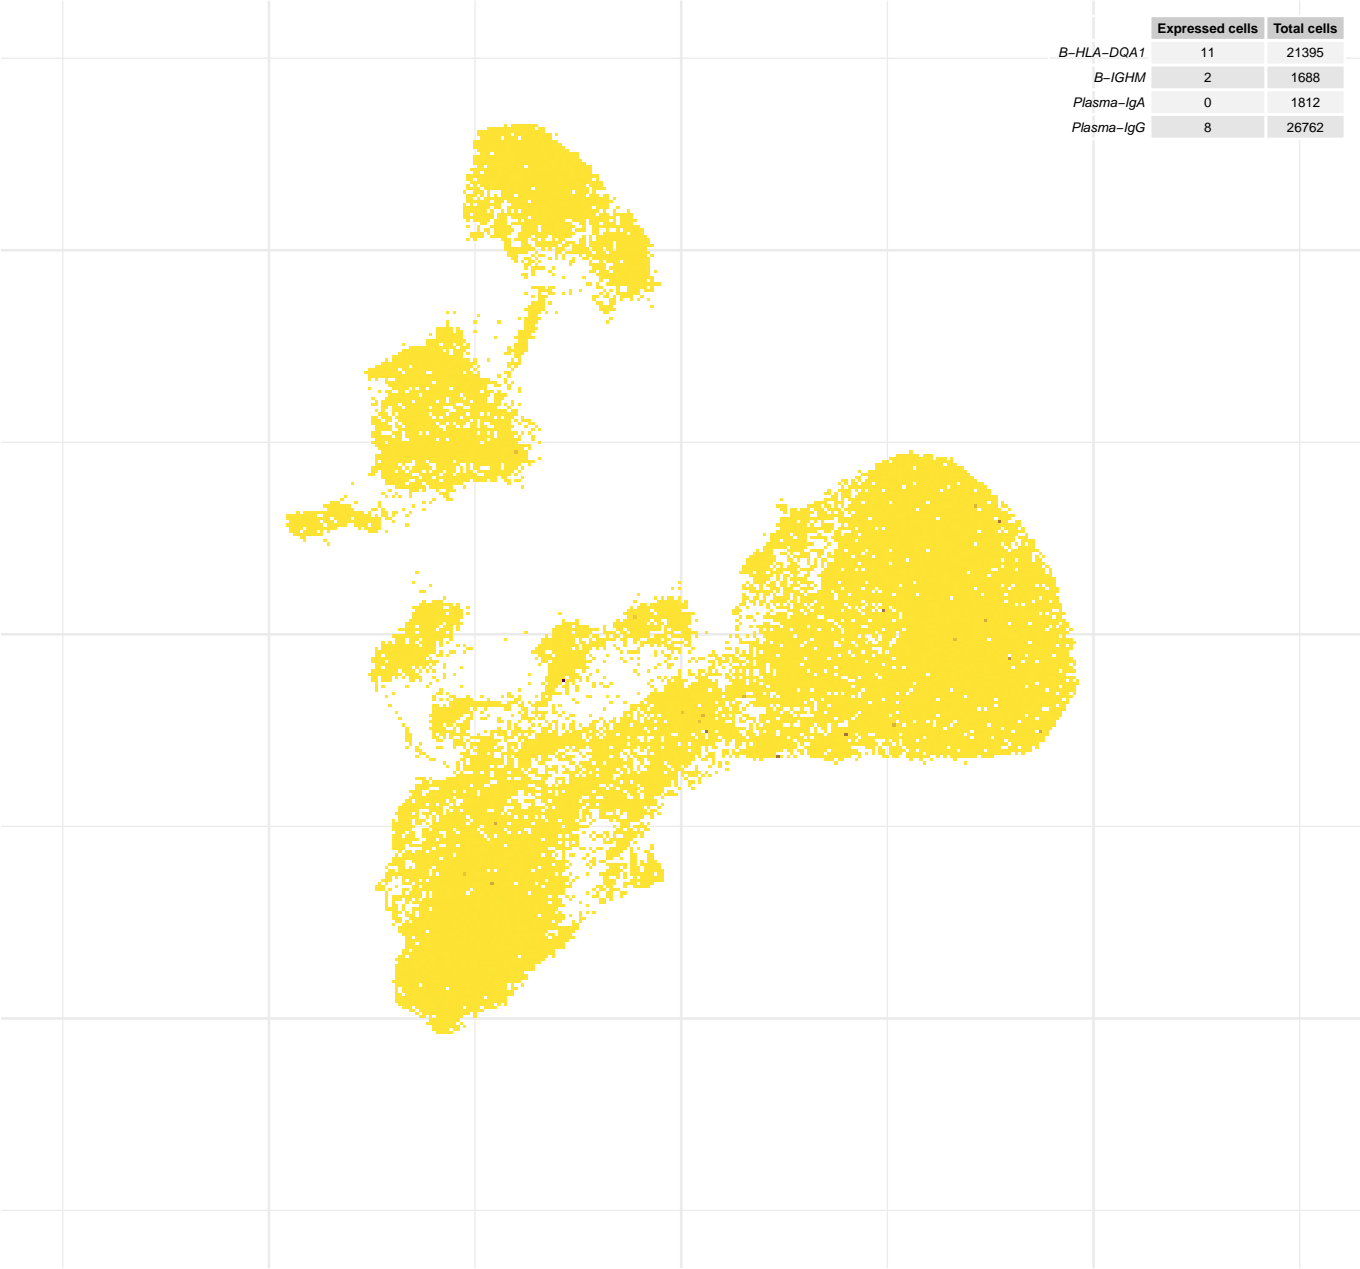 Expressed cells Total cells
B−HLA−DQA1 11 21395
B−IGHM 2 1688
Plasma−IgA 0 1812
Plasma−IgG 8 26762